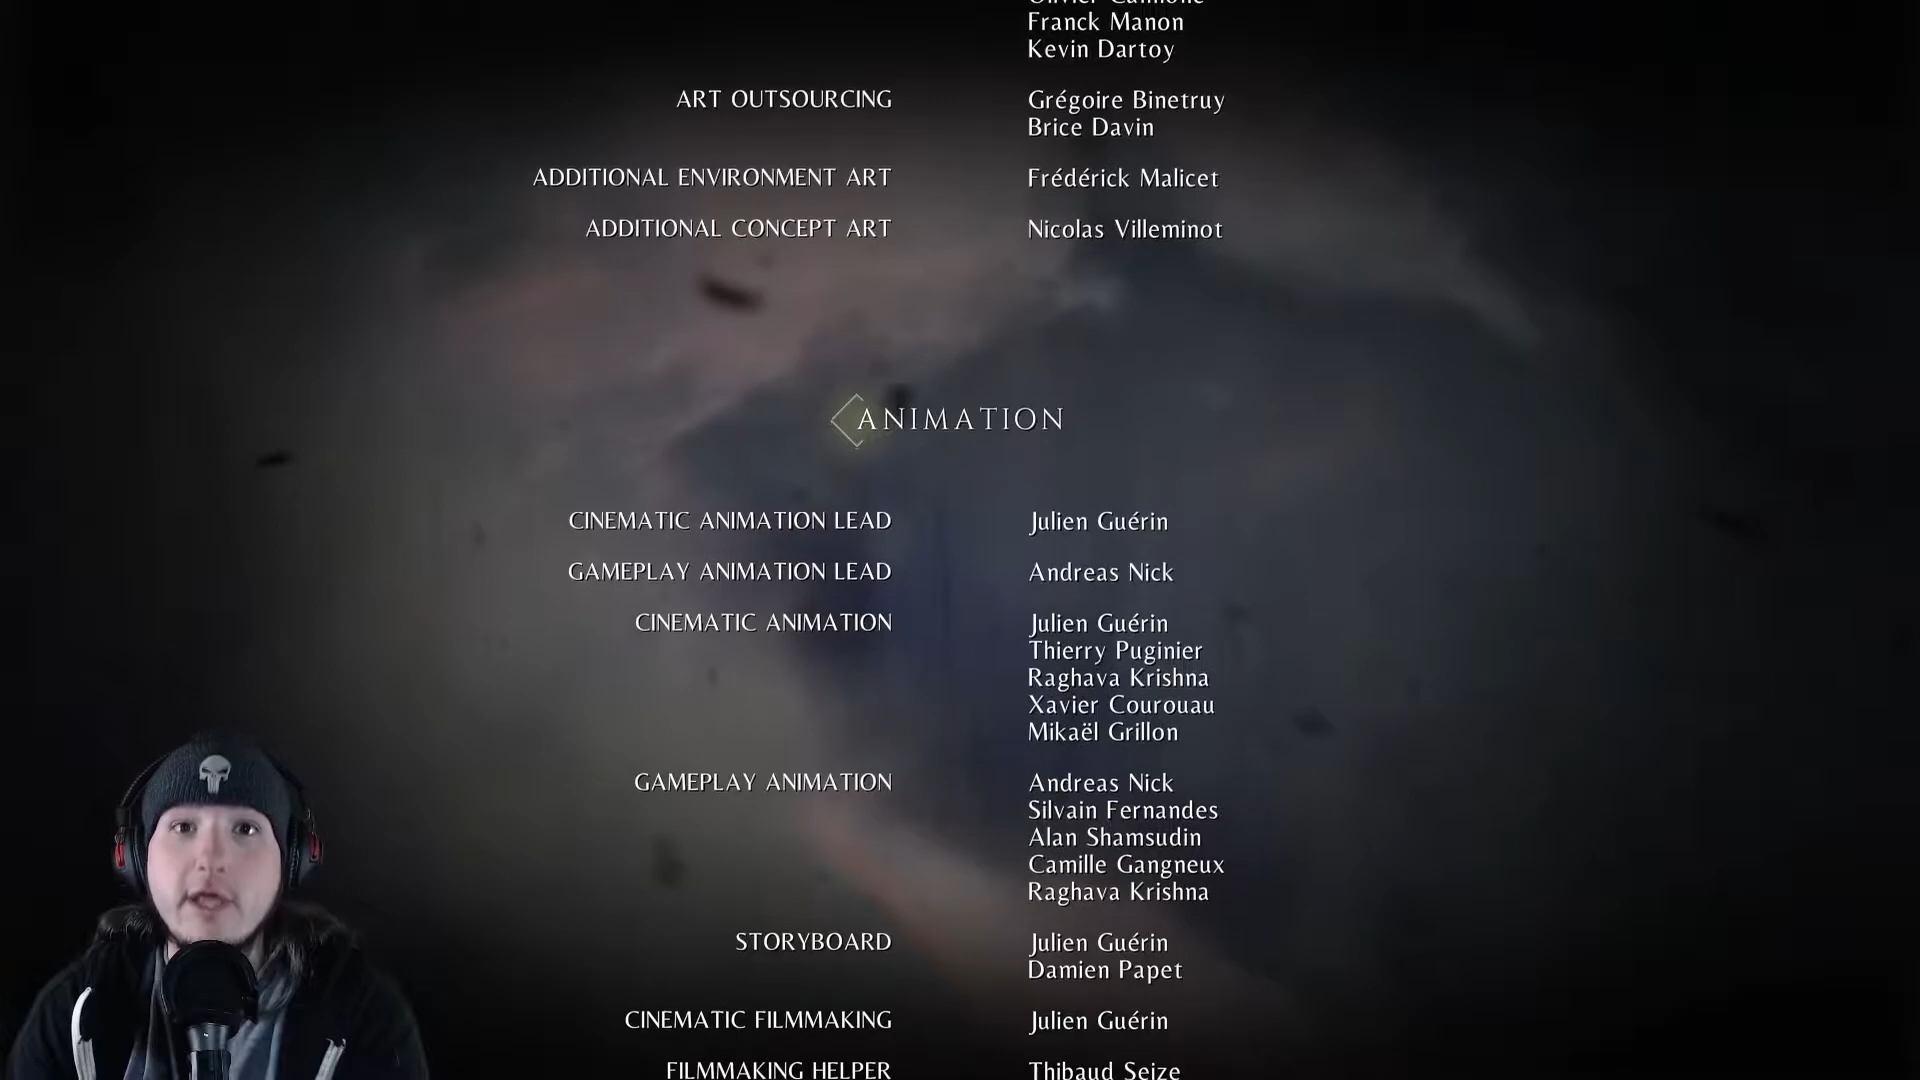 Franck Manon
Kevin Dartoy
ART OUTSOURCING Grégoire Binetruy
Brice Davin
ADDITIONAL ENVIRONMENT ART Frédérick Malicet
ADDITIONAL CONCEPT ART Nicolas Villeminot
ANIMATION
CINEMATIC ANIMATION LEAD Julien Guérin
GAMEPLAY ANIMATION LEAD Andreas Nick
CINEMATIC ANIMATION Julien Guérin
Thierry Puginier
Raghava Krishna
Xavier Courouau
Mikaël Grillon
GAMEPLAY ANIMATION Andreas Nick
Silvain Fernandes
Alan Shamsudin
Camille Gangneux
Raghava Krishna
STORYBOARD Julien Guérin
Damien Papet
CINEMATIC FILMMAKING Julien Guérin
FILMMAKING HELPER Thibaud Seize